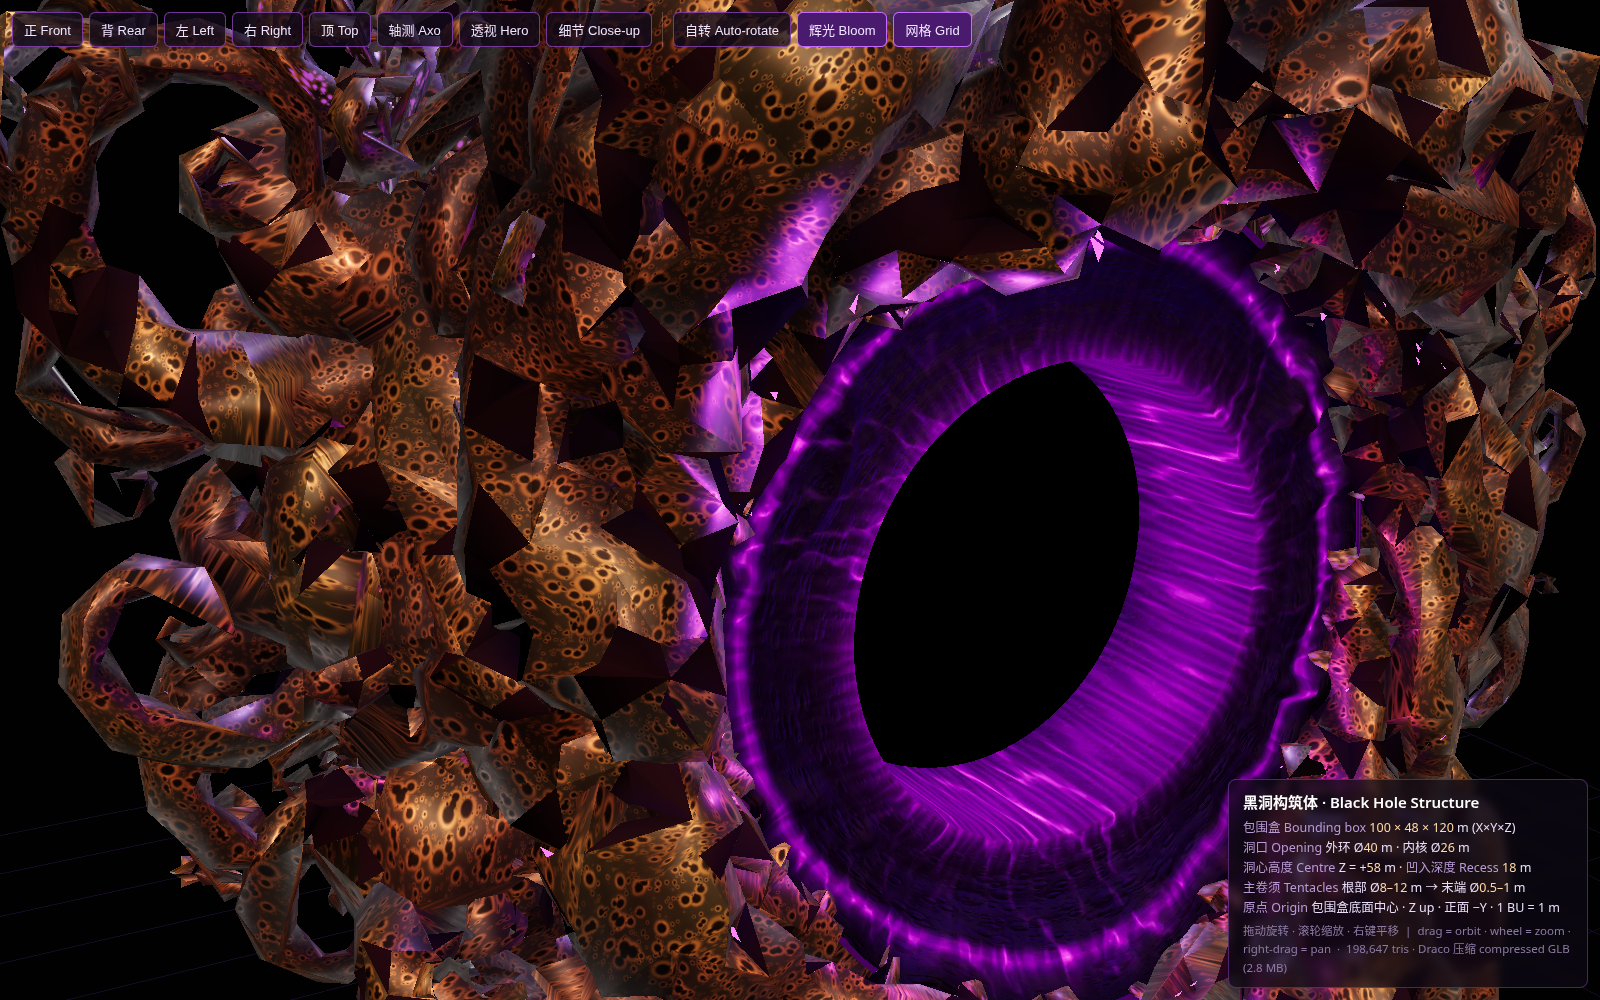 正 Front 背 Rear 左 Left 右 Right 顶 Top 轴测 Axo 透视 Hero 细节 Close-up 自转 Auto-rotate 辉光 Bloom 网格 Grid
黑洞构筑体 · Black Hole Structure
包围盒 Bounding box 100 × 48 × 120 m (X×Y×Z)
洞口 Opening 外环 Ø40 m · 内核 Ø26 m
洞心高度 Centre Z = +58 m · 凹入深度 Recess 18 m
主卷须 Tentacles 根部 Ø8–12 m → 末端 Ø0.5–1 m
原点 Origin 包围盒底面中心 · Z up · 正面 −Y · 1 BU = 1 m
拖动旋转 · 滚轮缩放 · 右键平移 | drag = orbit · wheel = zoom ·
right-drag = pan · 198,647 tris · Draco 压缩 compressed GLB
(2.8 MB)